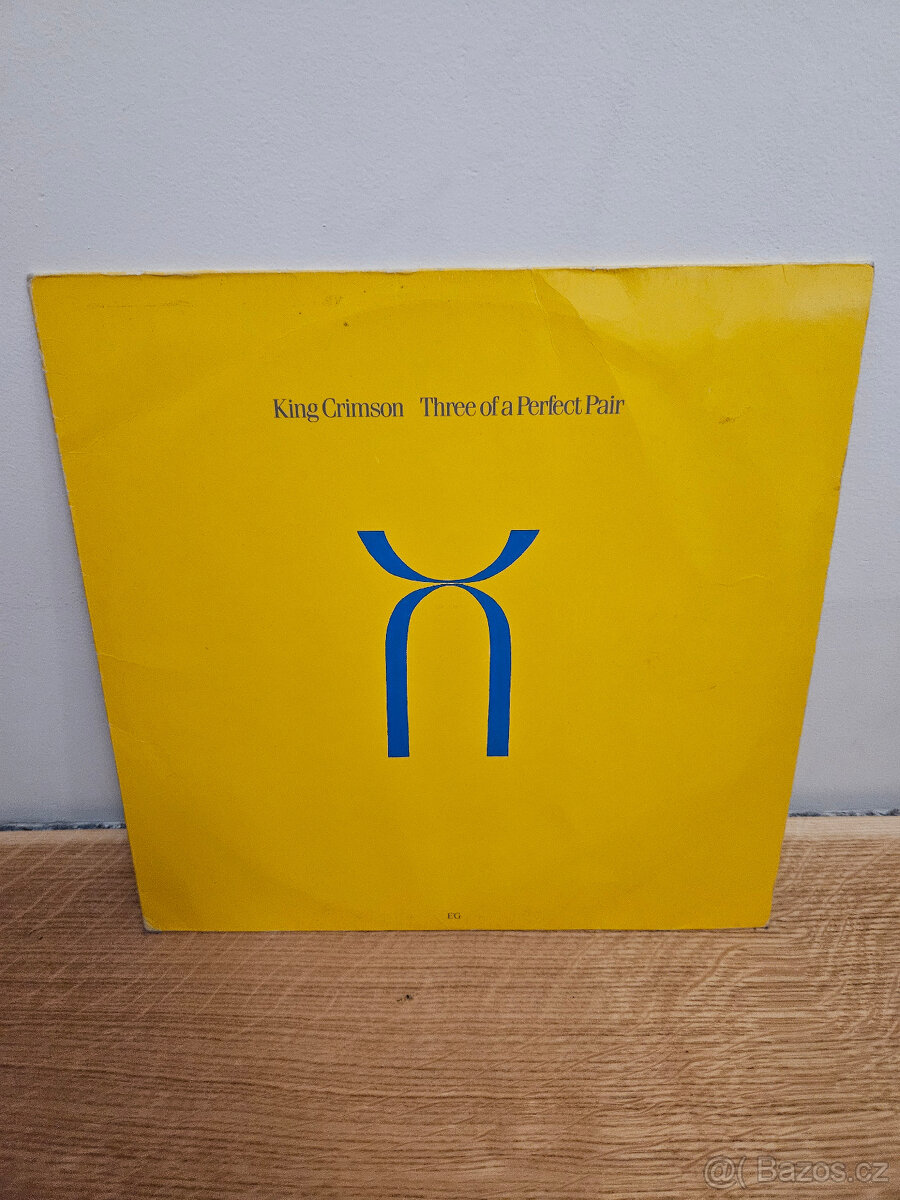 King Crimson Three of a Perfect Pair
EG
@( Bazos.cz